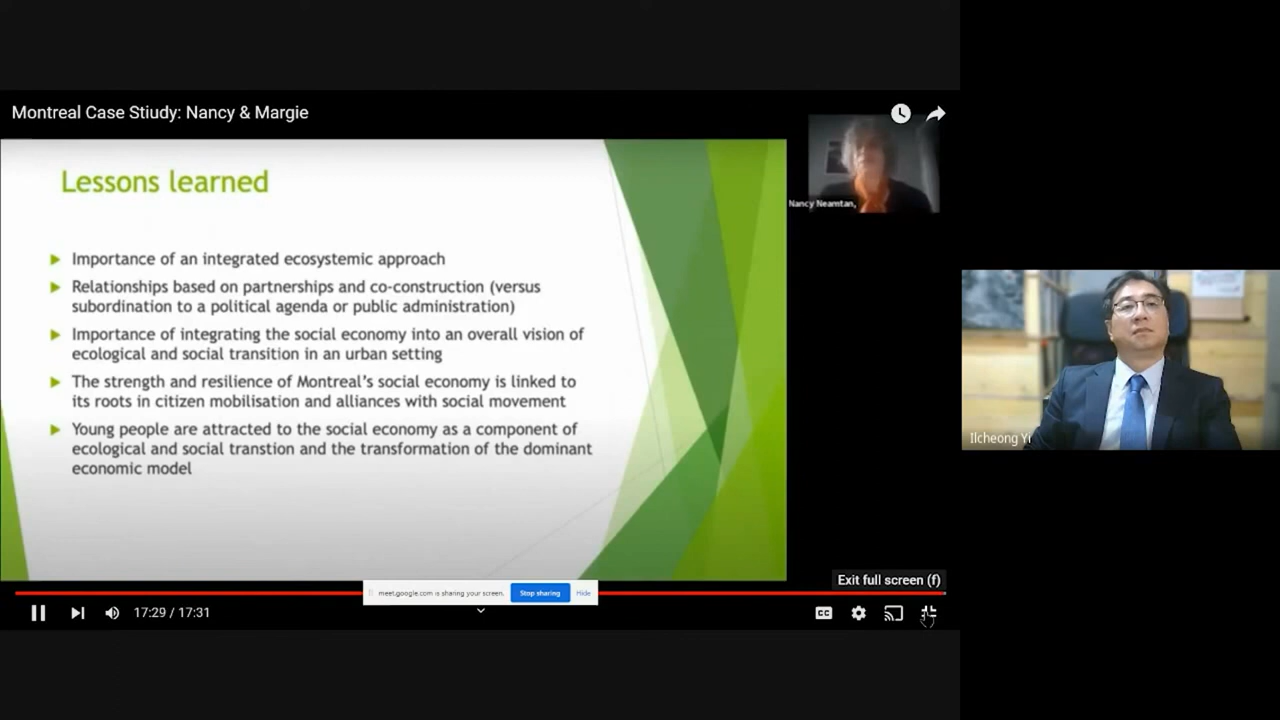 Montreal Case Stiudy: Nancy & Margie
Lessons learned
Importance of an integrated ecosystemic approach
Relationships based on partnerships and co-construction (versus
subordination to a political agenda or public administration)
Importance of integrating the social economy into an overall vision of
ecological and social transition in an urban setting
The strength and resilience of Montreal's social economy is linked to
its roots in citizen mobilisation and alliances with social movement
Young people are attracted to the social economy as a component of
ecological and social transtion and the transformation of the dominant
economic model
Nancy Neamtan,
Ilcheong Yi
Exit full screen (f)
meet.google.com is sharing your screen.
Stop sharing
Hide
17:29 / 17:31
CC